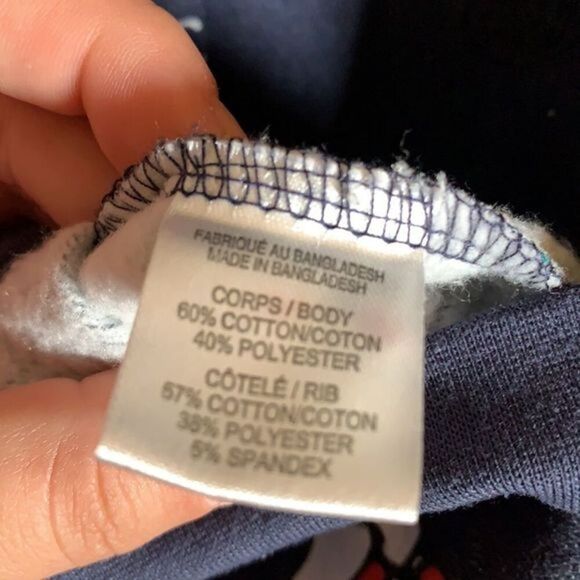 FABRIQUÉ AU BANGLADESH
MADE IN BANGLADESH
CORPS / BODY
60% COTTON/COTON
40% POLYESTER
CÔTELÉ / RIB
57% COTTON/COTON
38% POLYESTER
5% SPANDEX